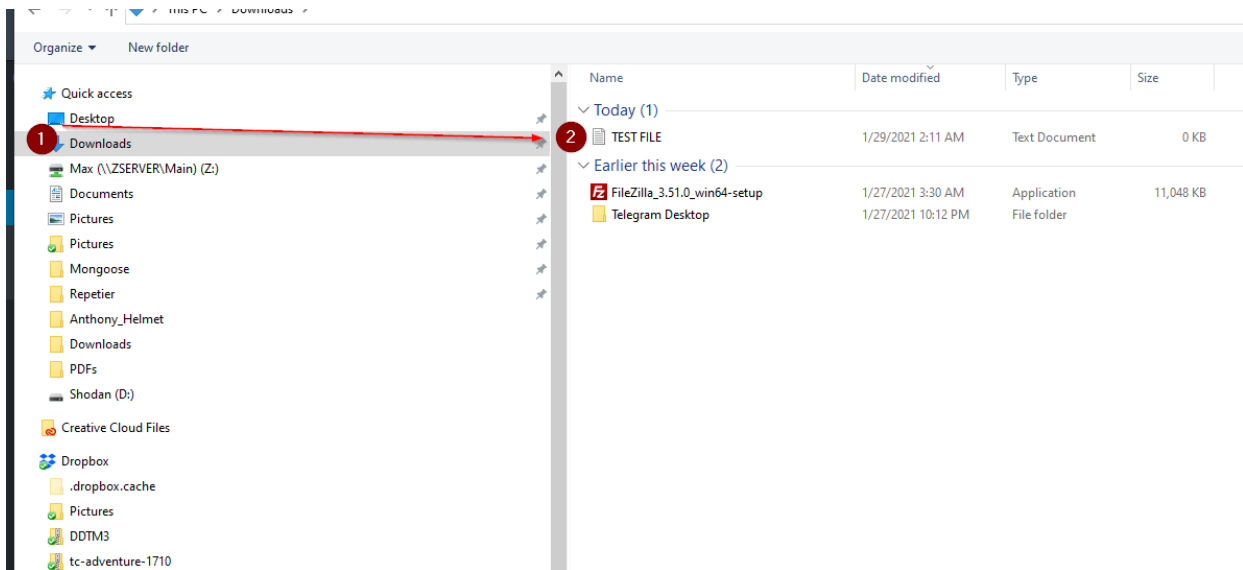 This PC > Downloads >
Organize New folder
Name Date modified Type Size
Quick access
Desktop
1 Downloads
Max (\\ZSERVER\Main) (Z:)
Documents
Pictures
Pictures
Mongoose
Repetier
Anthony_Helmet
Downloads
PDFs
Shodan (D:)
Creative Cloud Files
Dropbox
.dropbox.cache
Pictures
DDTM3
tc-adventure-1710
Today (1)
2 TEST FILE 1/29/2021 2:11 AM Text Document 0 KB
Earlier this week (2)
FileZilla_3.51.0_win64-setup 1/27/2021 3:30 AM Application 11,048 KB
Telegram Desktop 1/27/2021 10:12 PM File folder